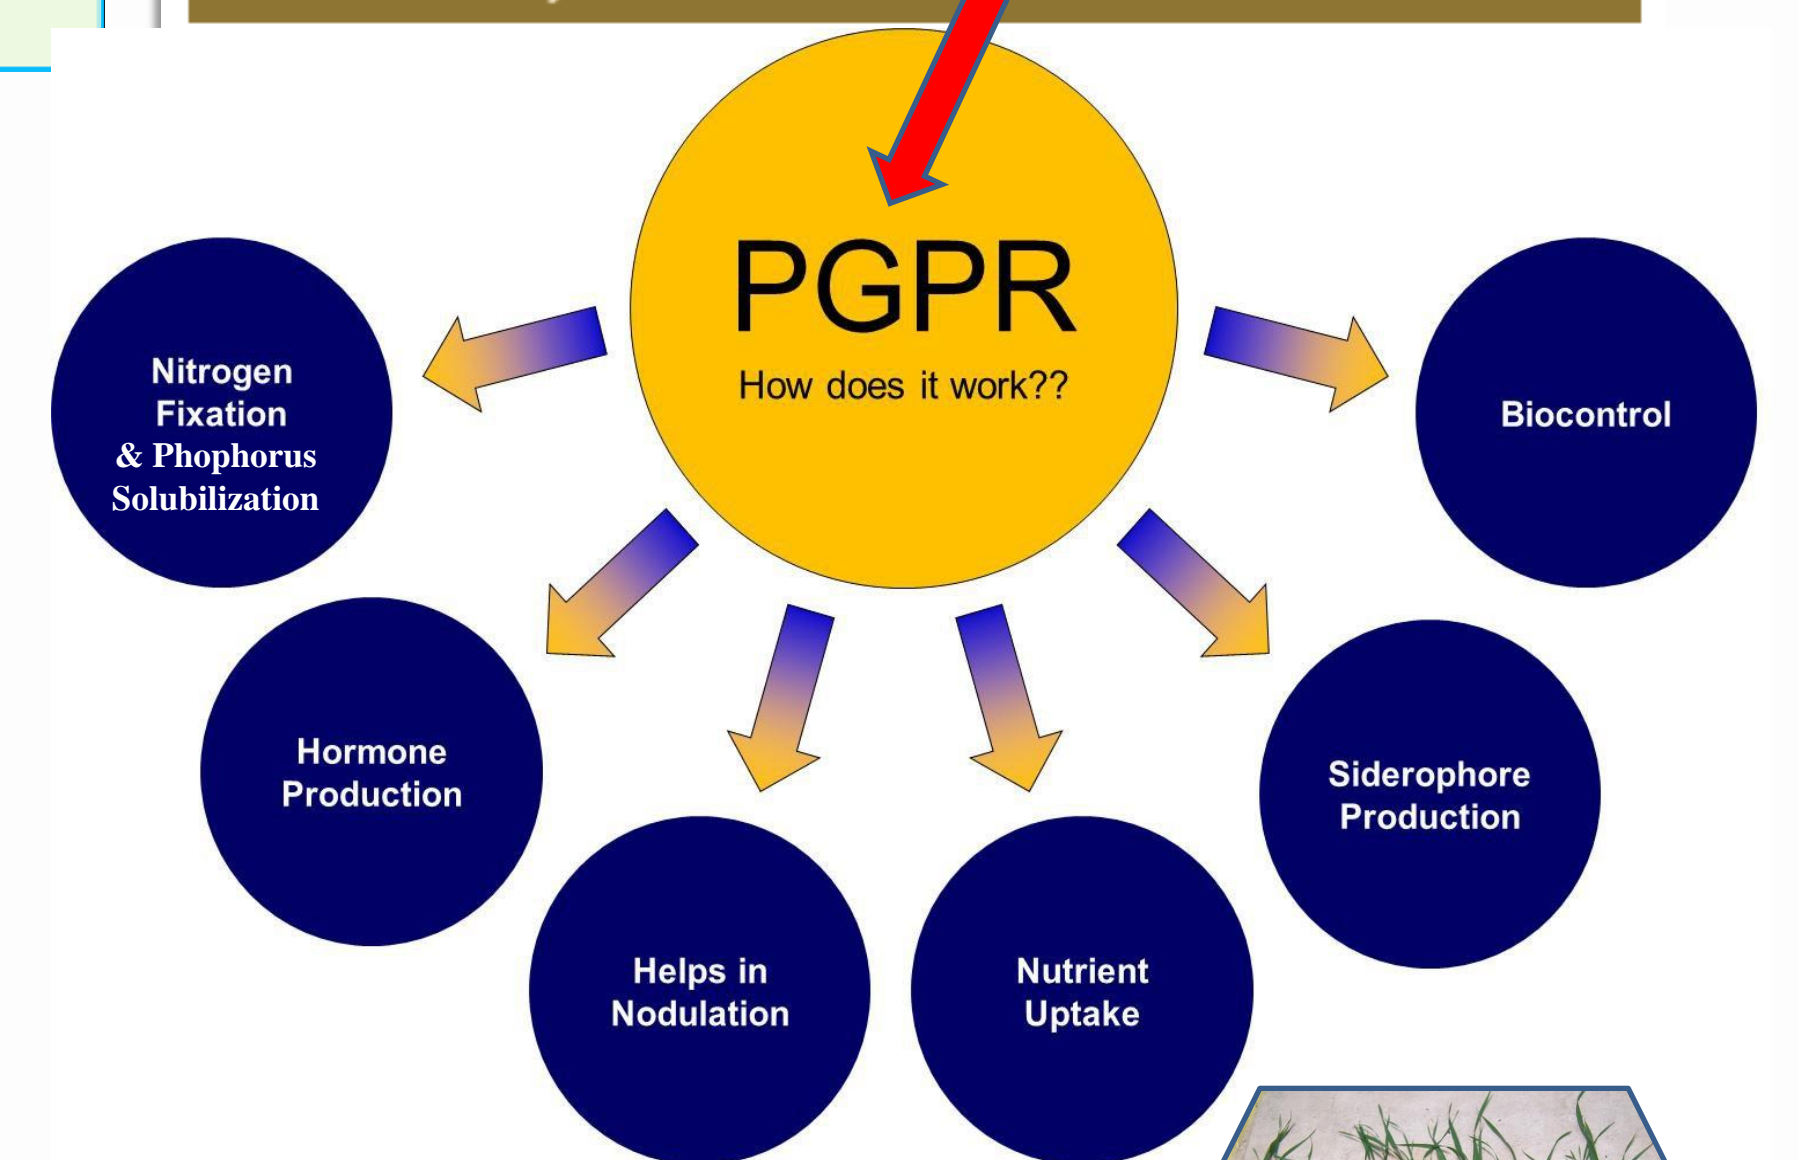 PGPR
How does it work??
Nitrogen
Fixation
& Phophorus
Solubilization
Biocontrol
Hormone
Production
Siderophore
Production
Helps in
Nodulation
Nutrient
Uptake